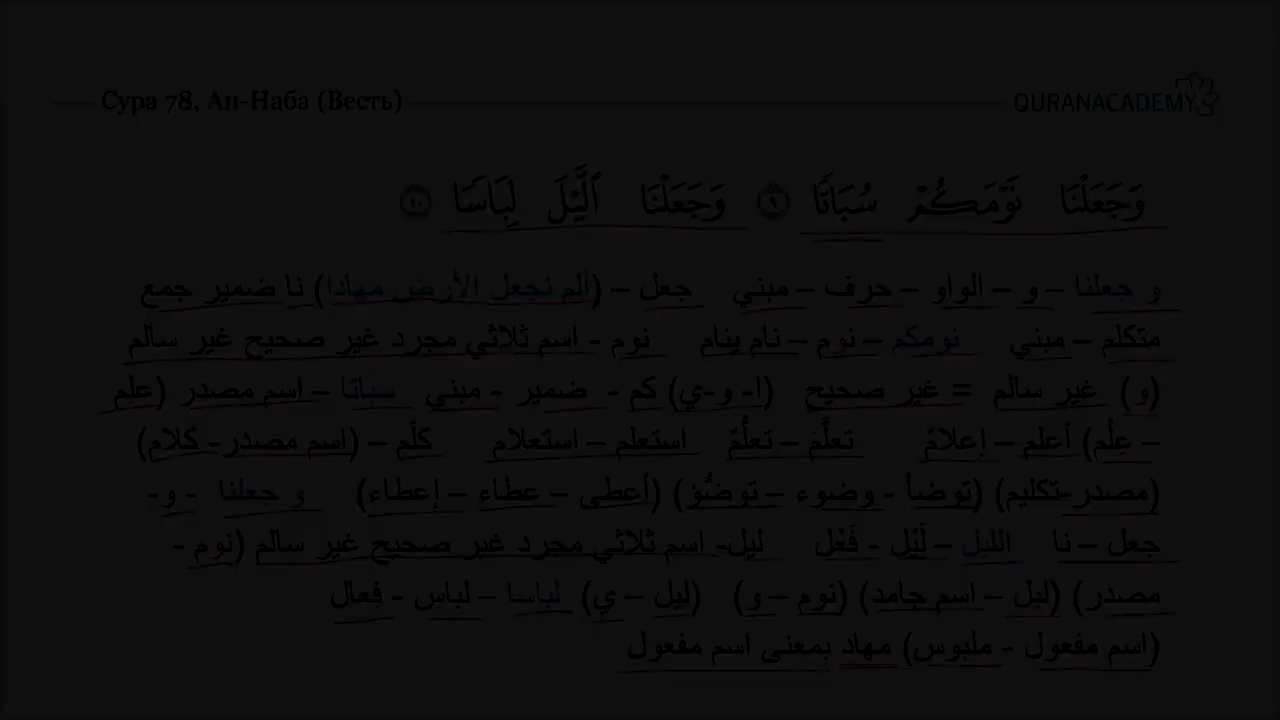 Сура 78, Ан-Наба (Весть)
QURANACADEMY
وَجَعَلْنَا نَوْمَكُمْ سُبَاتًا ٩ وَجَعَلْنَا ٱلَّيْلَ لِبَاسًا ١٠
و جعلنا – و – الواو – حرف – مبني جعل – (ألم نجعل الأرض مهادا) نا ضمير جمع
متكلم – مبني نومكم – نوم – نام ينام نوم - اسم ثلاثي مجرد غير صحيح غير سالم
(و) غير سالم = غير صحيح (ا- و-ي) كم - ضمير - مبني سباتًا – اسم مصدر (علم
– عِلْم) أعلم – إعلامٌ تعلَّمَ – تعلُّمٌ استعلم – استعلام كلَّم – (اسم مصدر- كلام)
(مصدر-تكليم) (توضأ - وضوء – توضُّؤ) (أعطى – عطاء – إعطاء) و جعلنا - و-
جعل – نا الليل – لَيْل - فَعْل ليل- اسم ثلاثي مجرد غير صحيح غير سالم (نوم -
مصدر) (ليل – اسم جامد) (نوم – و) (ليل – ي) لباسا – لباس - فِعال
(اسم مفعول - ملبوس) مهاد بمعنى اسم مفعول